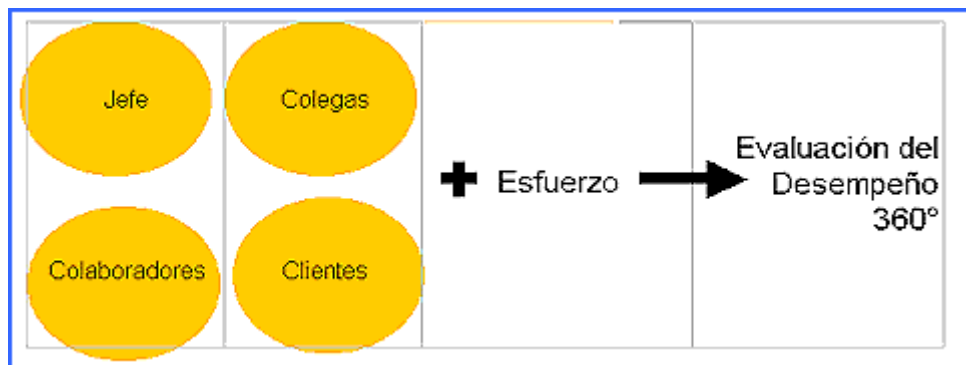 Jefe
Colegas
Colaboradores
Clientes
+ Esfuerzo
Evaluación del
Desempeño
360°